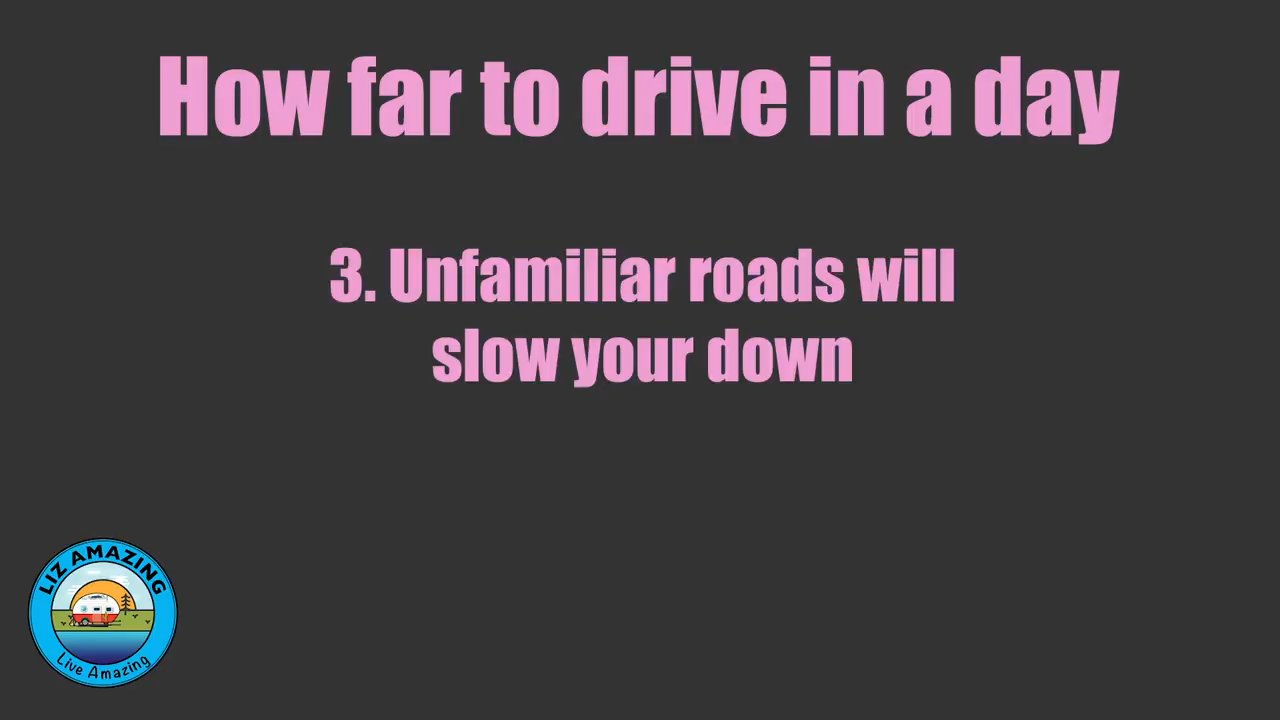 How far to drive in a day
3. Unfamiliar roads will
slow your down
LIZ AMAZING
Live Amazing